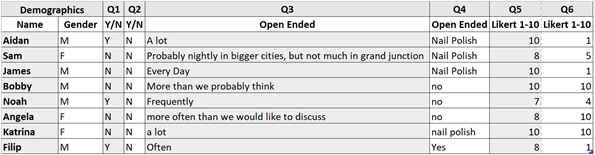 Demographics Q1 Q2 Q3 Q4 Q5 Q6
Name Gender Y/N Y/N Open Ended Open Ended Likert 1-10 Likert 1-10
Aidan M Y N A lot Nail Polish 10 1
Sam F N N Probably nightly in bigger cities, but not much in grand junction Nail Polish 8 5
James M N N Every Day Nail Polish 10 1
Bobby M N N More than we probably think no 10 10
Noah M Y N Frequently no 7 4
Angela F N N more often than we would like to discuss no 8 10
Katrina F N N a lot nail polish 10 10
Filip M Y N Often Yes 8 1